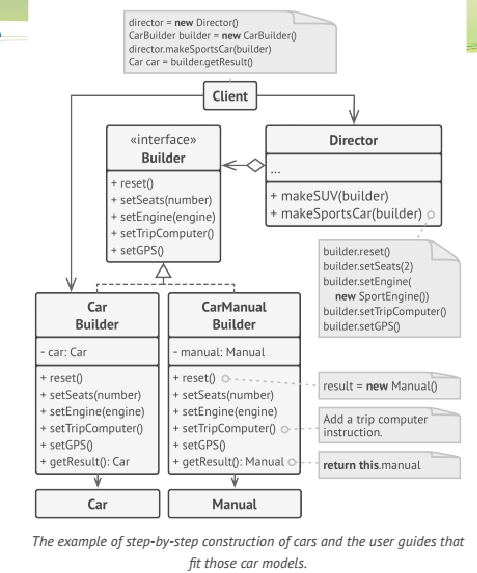 director = new Director()
CarBuilder builder = new CarBuilder()
director.makeSportsCar(builder)
Car car = builder.getResult()
Client
«interface»
Builder
+ reset()
+ setSeats(number)
+ setEngine(engine)
+ setTripComputer()
+ setGPS()
Director
...
+ makeSUV(builder)
+ makeSportsCar(builder)
builder.reset()
builder.setSeats(2)
builder.setEngine(
new SportEngine())
builder.setTripComputer()
builder.setGPS()
Car
Builder
- car: Car
+ reset()
+ setSeats(number)
+ setEngine(engine)
+ setTripComputer()
+ setGPS()
+ getResult(): Car
CarManual
Builder
- manual: Manual
+ reset()
+ setSeats(number)
+ setEngine(engine)
+ setTripComputer()
+ setGPS()
+ getResult(): Manual
result = new Manual()
Add a trip computer
instruction.
return this.manual
Car
Manual
The example of step-by-step construction of cars and the user guides that
fit those car models.